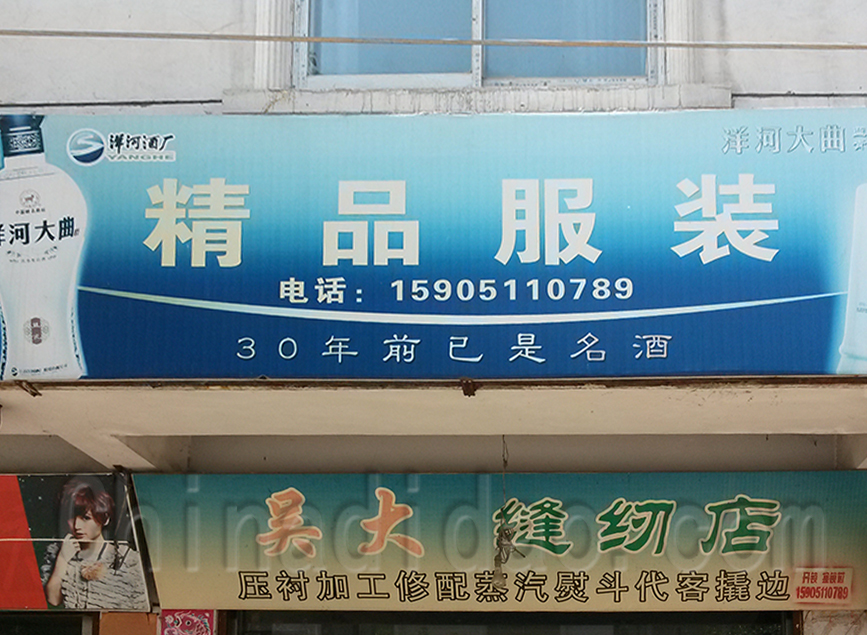 洋河酒厂
YANGHE
洋河大曲
洋河大曲
精品服装
电话：15905110789
30年前已是名酒
吴大 缝纫店
压衬加工修配蒸汽熨斗代客撬边
15905110789
Chinadidao.com